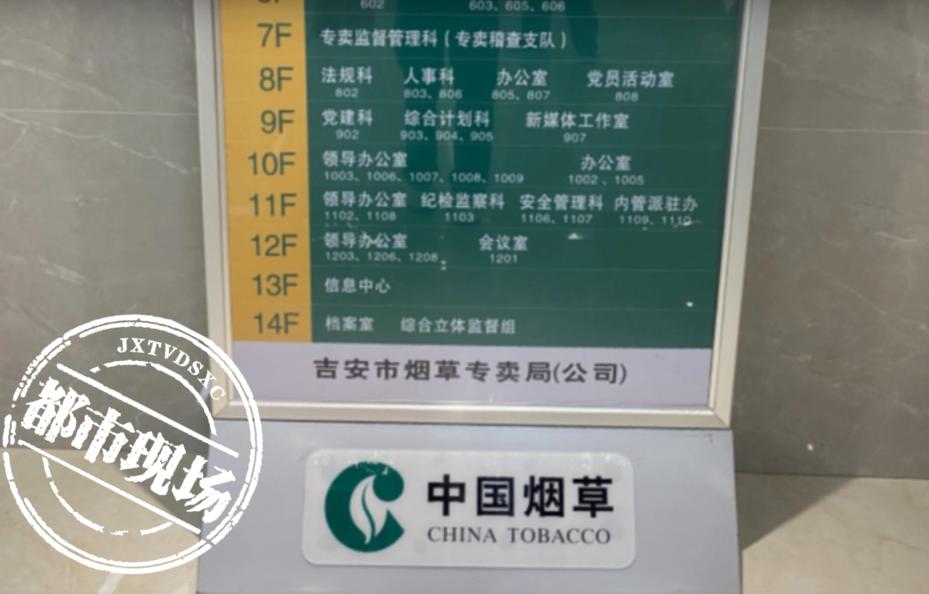 602 603、605、606
7F 专卖监督管理科(专卖稽查支队)
8F 法规科 人事科 办公室 党员活动室
802 803、806 805、807 808
9F 党建科 综合计划科 新媒体工作室
902 903、904、905 907
10F 领导办公室 办公室
1003、1006、1007、1008、1009 1002、1005
11F 领导办公室 纪检监察科 安全管理科 内管派驻办
1102、1108 1103 1106、1107 1109、1110
12F 领导办公室 会议室
1203、1206、1208 1201
13F 信息中心
14F 档案室 综合立体监督组
吉安市烟草专卖局(公司)
中国烟草
CHINA TOBACCO
JXTVDSXC
都市现场